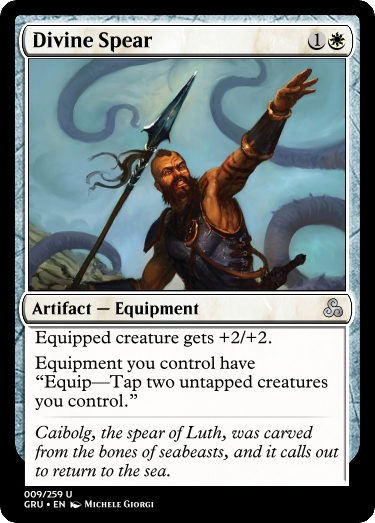 Divine Spear 1
Artifact — Equipment
Equipped creature gets +2/+2.
Equipment you control have
“Equip—Tap two untapped creatures
you control.”
Caibolg, the spear of Luth, was carved
from the bones of seabeasts, and it calls out
to return to the sea.
009/259 U
GRU • EN Michele Giorgi